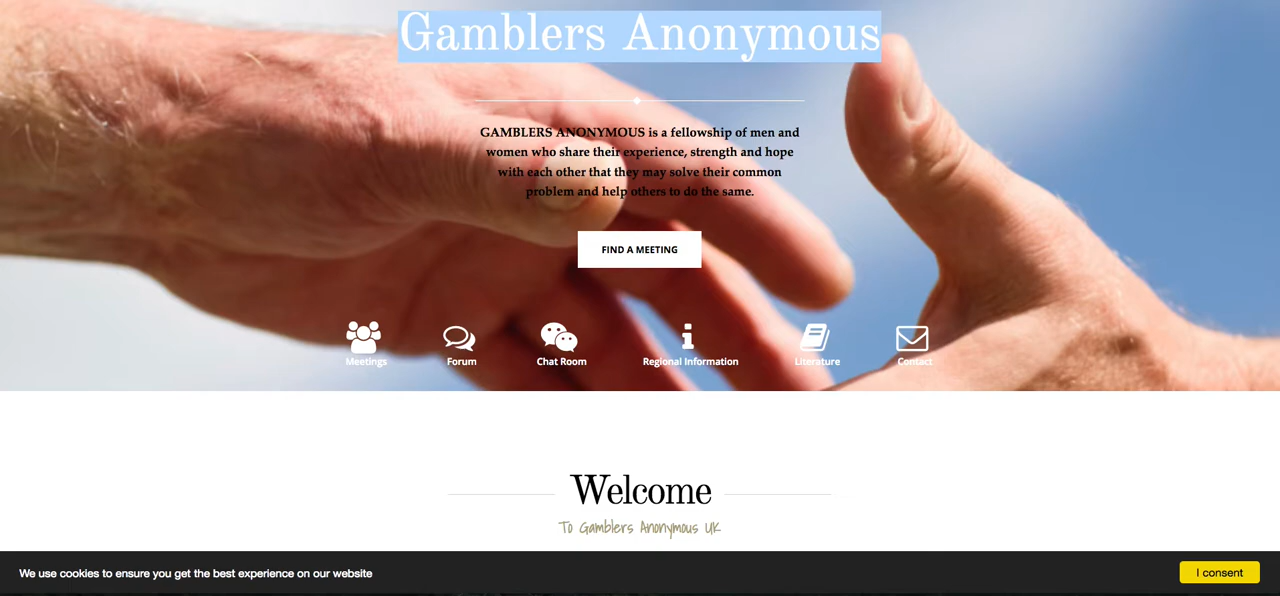 Gamblers Anonymous
GAMBLERS ANONYMOUS is a fellowship of men and
women who share their experience, strength and hope
with each other that they may solve their common
problem and help others to do the same.
FIND A MEETING
Meetings Forum Chat Room Regional Information Literature Contact
Welcome
To Gamblers Anonymous UK
We use cookies to ensure you get the best experience on our website I consent